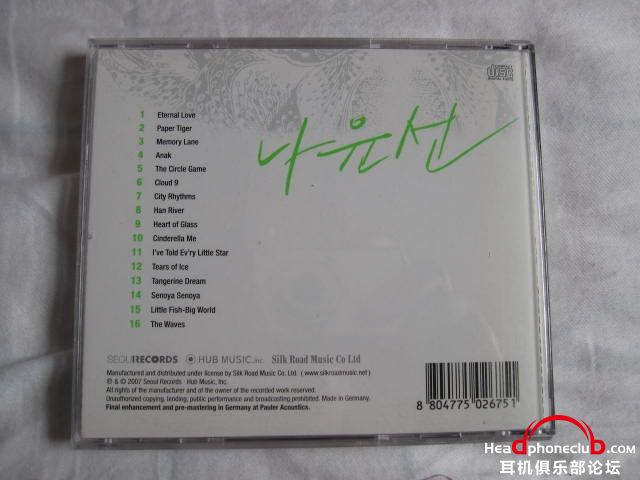 COMPACT
disc
DIGITAL AUDIO
나윤선
1 Eternal Love
2 Paper Tiger
3 Memory Lane
4 Anak
5 The Circle Game
6 Cloud 9
7 City Rhythms
8 Han River
9 Heart of Glass
10 Cinderella Me
11 I've Told Ev'ry Little Star
12 Tears of Ice
13 Tangerine Dream
14 Senoya Senoya
15 Little Fish-Big World
16 The Waves
SEOULRECORDS HUB MUSIC,INC. Silk Road Music Co Ltd
Manufactured and distributed under license by Silk Road Music Co. Ltd. ( www.silkroadmusic.net )
℗ & © 2007 Seoul Records · Hub Music, Inc.
All rights of the manufacturer and of the owner of the recorded work reserved.
Unauthorized copying, lending, public performance and broadcasting prohibited. Made in Germany.
Final enhancement and pre-mastering in Germany at Pauler Acoustics.
8 804775 026751
HeadphoneclubD.com
耳机俱乐部论坛